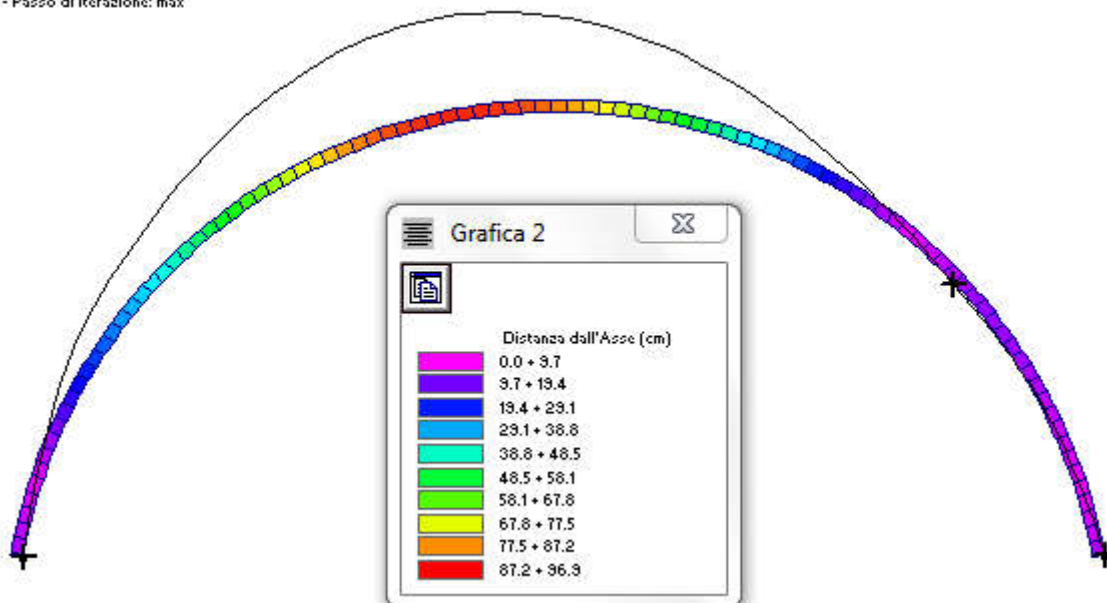 - Passo di iterazione: max
Grafica 2
Distanza dall'Asse (cm)
0.0 ÷ 9.7
9.7 ÷ 19.4
19.4 ÷ 29.1
29.1 ÷ 38.8
38.8 ÷ 48.5
48.5 ÷ 58.1
58.1 ÷ 67.8
67.8 ÷ 77.5
77.5 ÷ 87.2
87.2 ÷ 96.9